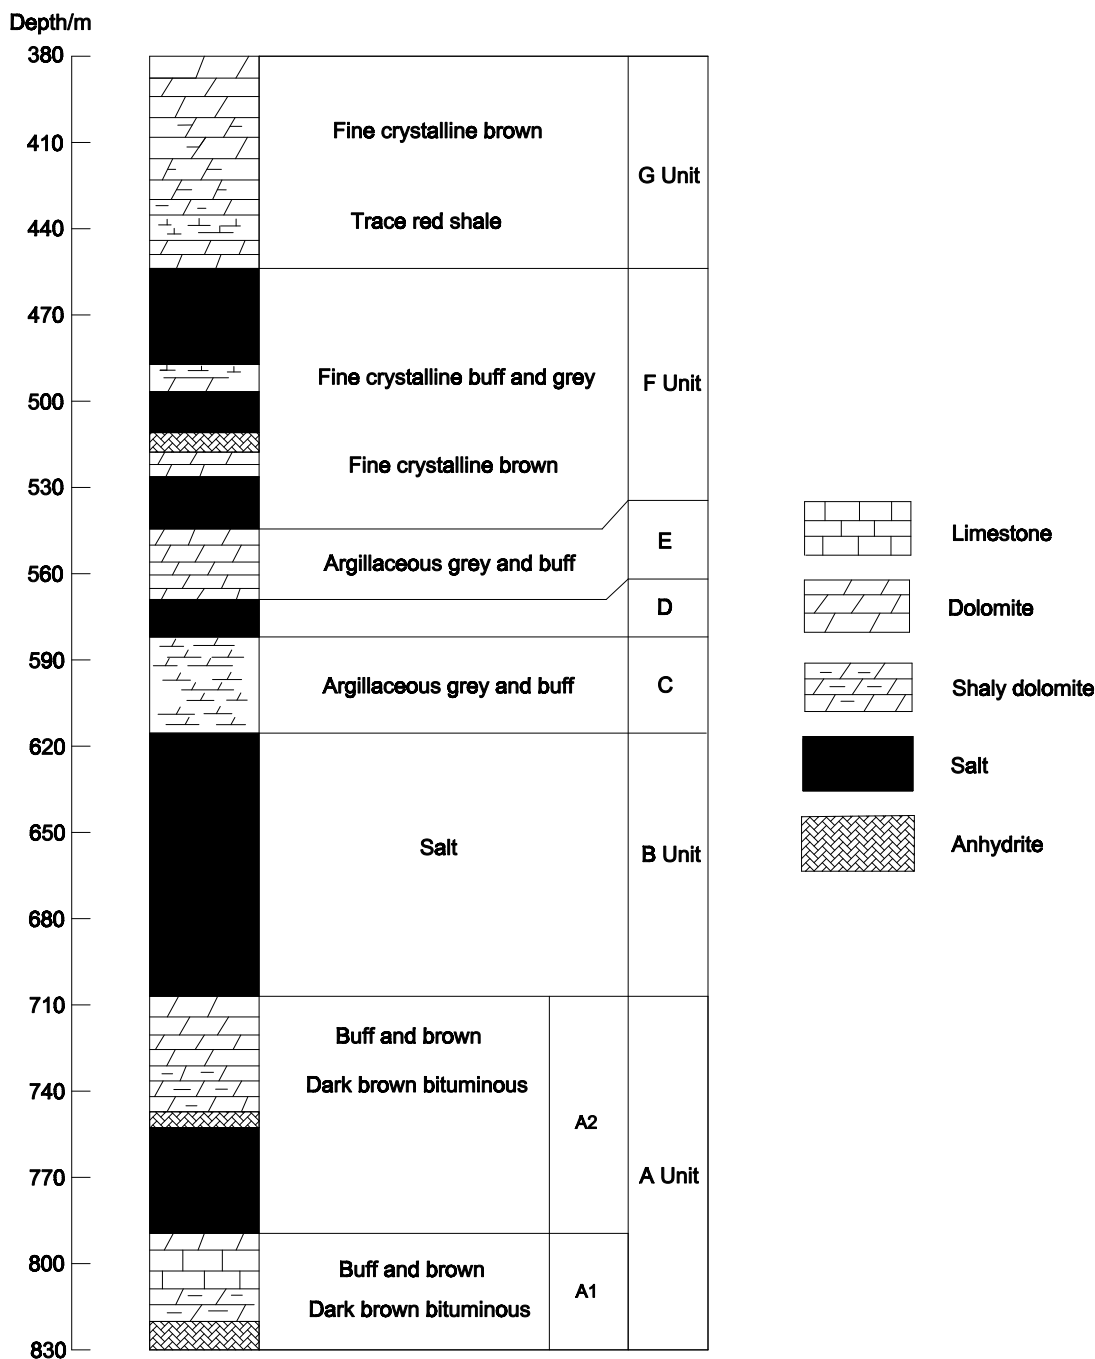 Depth/m
380
410
440
470
500
530
560
590
620
650
680
710
740
770
800
830
Fine crystalline brown
Trace red shale
G Unit
Fine crystalline buff and grey
Fine crystalline brown
F Unit
Argillaceous grey and buff
E
D
Argillaceous grey and buff
C
Salt
B Unit
Buff and brown
Dark brown bituminous
A2
A Unit
Buff and brown
Dark brown bituminous
A1
Limestone
Dolomite
Shaly dolomite
Salt
Anhydrite